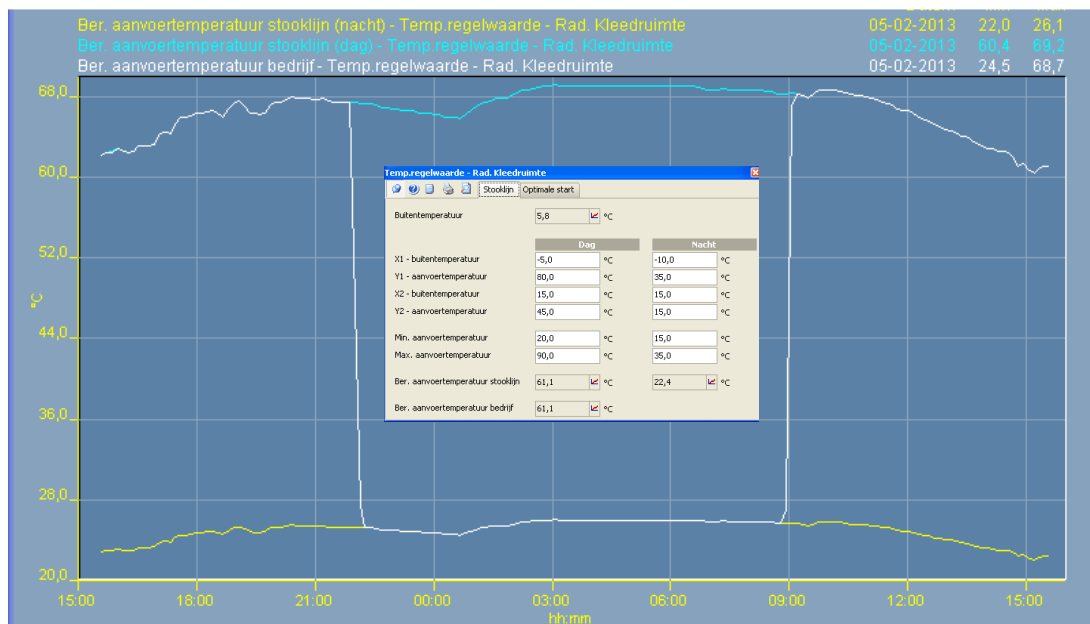 Ber. aanvoertemperatuur stooklijn (nacht) - Temp.regelwaarde - Rad. Kleedruimte 05-02-2013 22,0 26,1
Ber. aanvoertemperatuur stooklijn (dag) - Temp.regelwaarde - Rad. Kleedruimte 05-02-2013 60,4 69,2
Ber. aanvoertemperatuur bedrijf - Temp.regelwaarde - Rad. Kleedruimte 05-02-2013 24,5 68,7
68,0
60,0
52,0
°C
44,0
36,0
28,0
20,0
Temp.regelwaarde - Rad. Kleedruimte
Stooklijn Optimale start
Buitentemperatuur 5,8 °C
Dag Nacht
X1 - buitentemperatuur -5,0 °C -10,0 °C
Y1 - aanvoertemperatuur 80,0 °C 35,0 °C
X2 - buitentemperatuur 15,0 °C 15,0 °C
Y2 - aanvoertemperatuur 45,0 °C 15,0 °C
Min. aanvoertemperatuur 20,0 °C 15,0 °C
Max. aanvoertemperatuur 90,0 °C 35,0 °C
Ber. aanvoertemperatuur stooklijn 61,1 °C 22,4 °C
Ber. aanvoertemperatuur bedrijf 61,1 °C
15:00 18:00 21:00 00:00 03:00 06:00 09:00 12:00 15:00
hh:mm